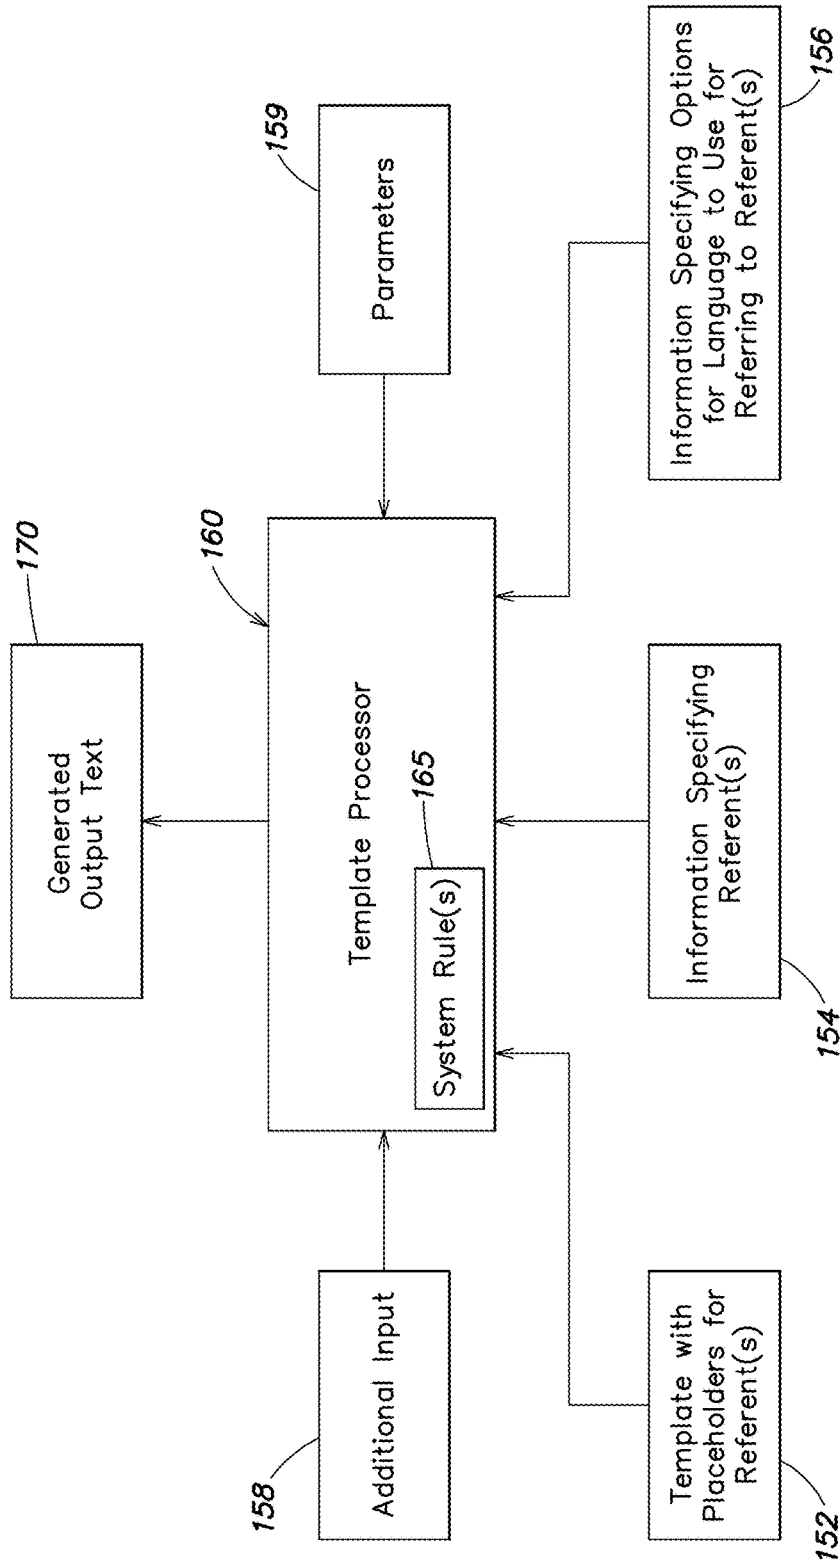 170
Generated
Output Text
158
Additional Input
160
Template Processor
165
System Rule(s)
159
Parameters
152
Template with
Placeholders for
Referent(s)
154
Information Specifying
Referent(s)
156
Information Specifying Options
for Language to Use for
Referring to Referent(s)